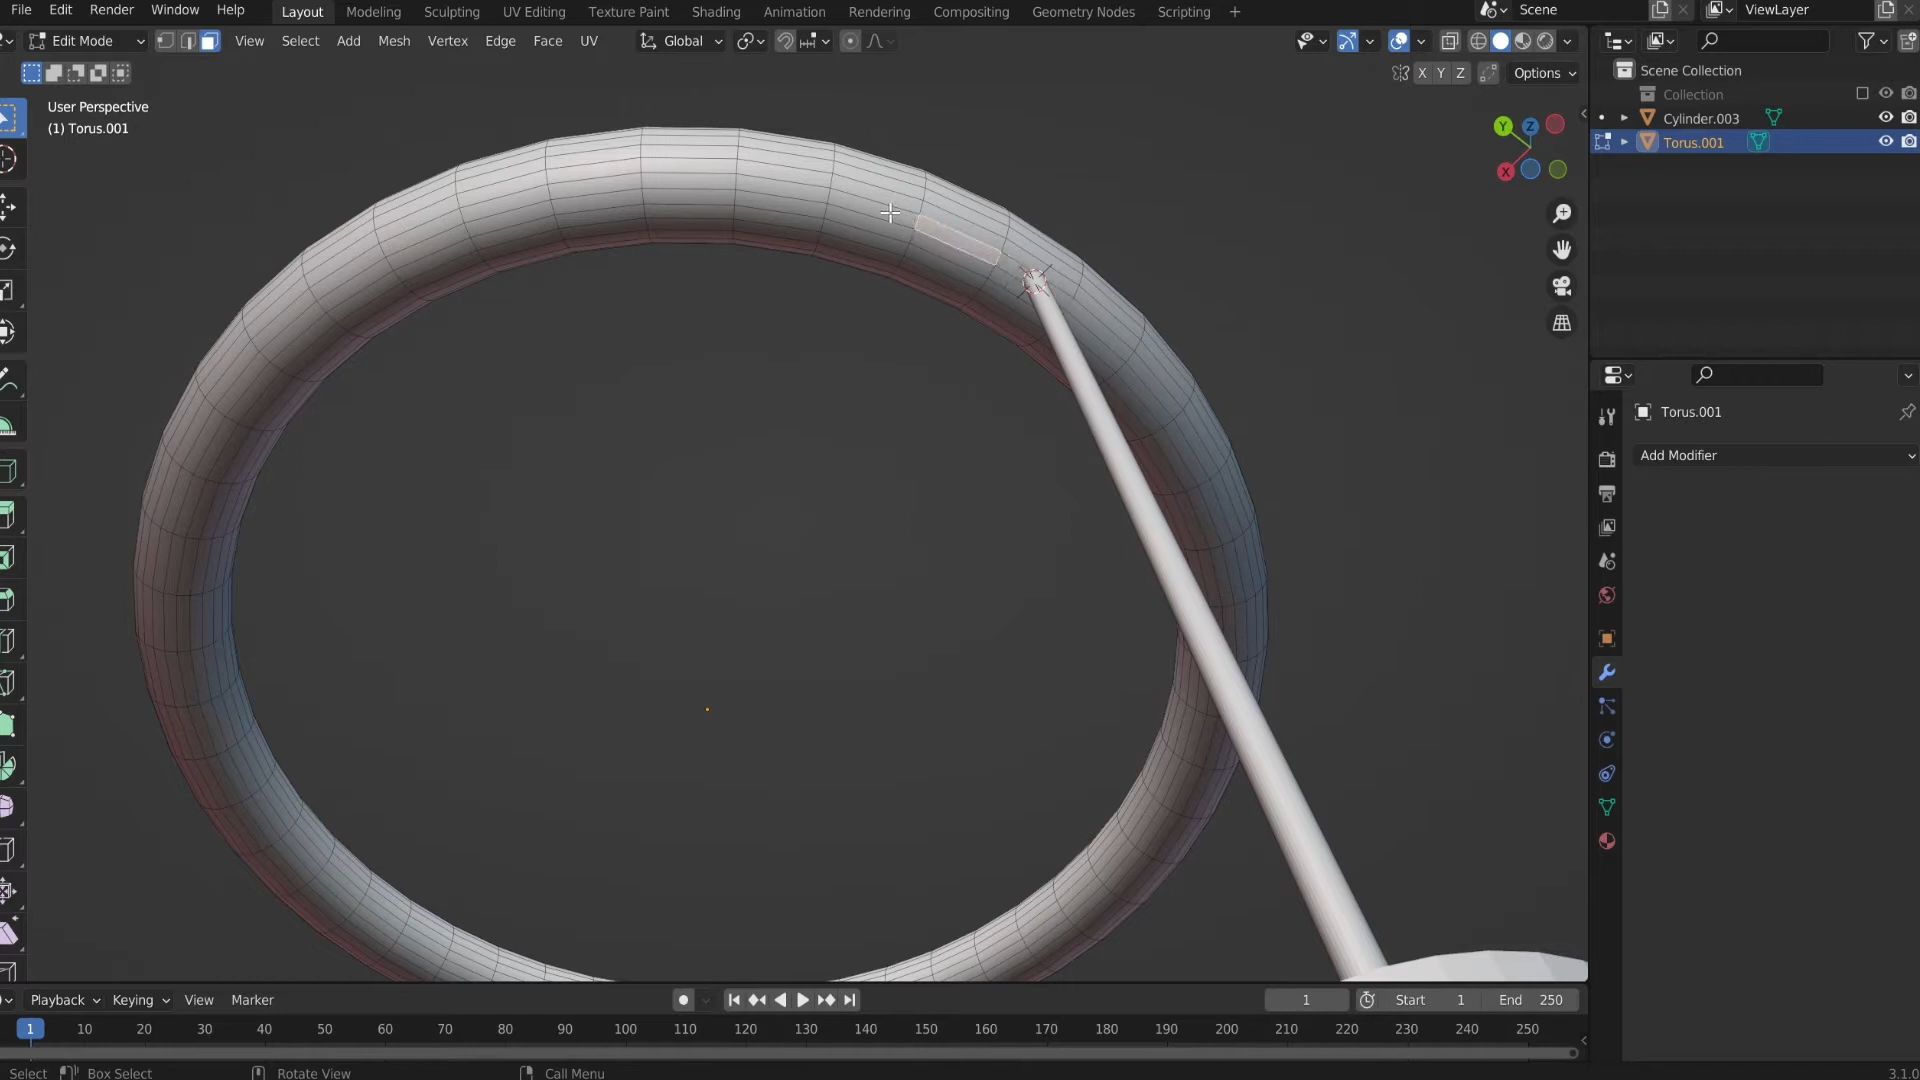 File Edit Render Window Help Layout Modeling Sculpting UV Editing Texture Paint Shading Animation Rendering Compositing Geometry Nodes Scripting + Scene ViewLayer
Edit Mode View Select Add Mesh Vertex Edge Face UV Global
X Y Z Options
User Perspective
(1) Torus.001
Y Z
X
Scene Collection
Collection
Cylinder.003
Torus.001
Torus.001
Add Modifier
Playback Keying View Marker 1 Start 1 End 250
1 10 20 30 40 50 60 70 80 90 100 110 120 130 140 150 160 170 180 190 200 210 220 230 240 250
Select Box Select Rotate View Call Menu 3.1.0